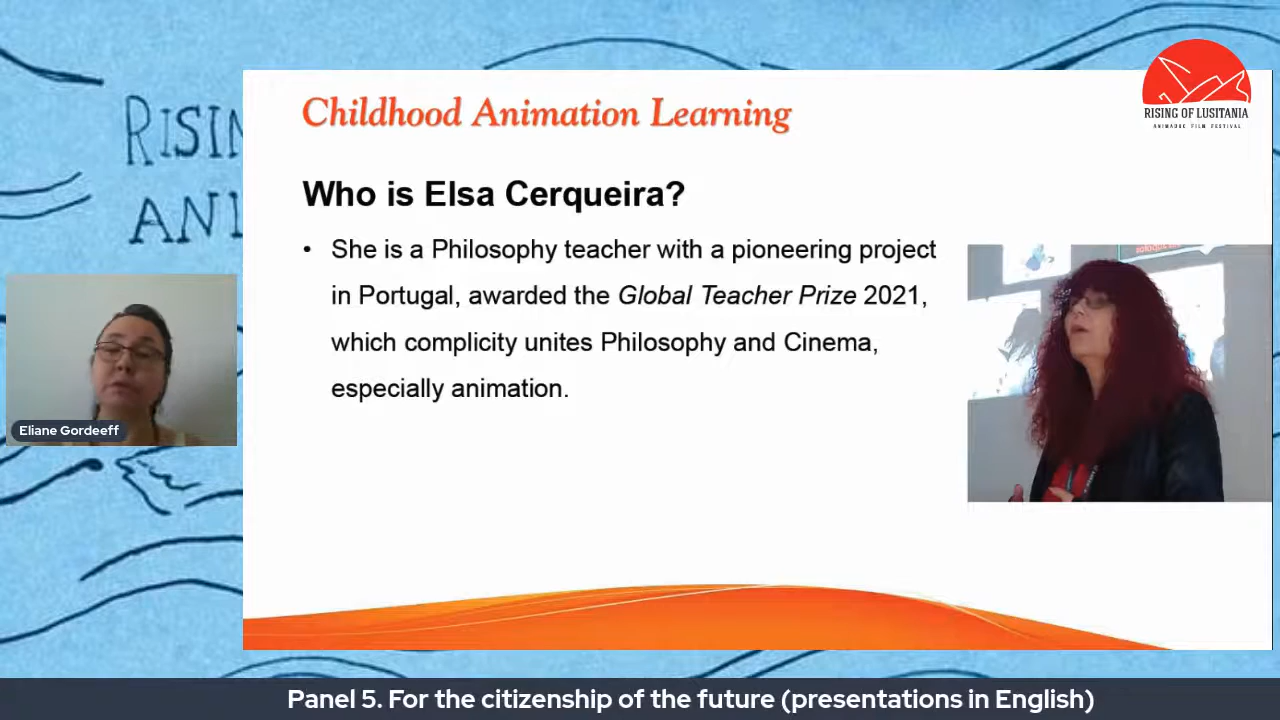 RISING OF LUSITANIA
ANIMADOC FILM FESTIVAL
RISIN
ANI
Childhood Animation Learning
Who is Elsa Cerqueira?
• She is a Philosophy teacher with a pioneering project
in Portugal, awarded the Global Teacher Prize 2021,
which complicity unites Philosophy and Cinema,
especially animation.
Eliane Gordeeff
Panel 5. For the citizenship of the future (presentations in English)